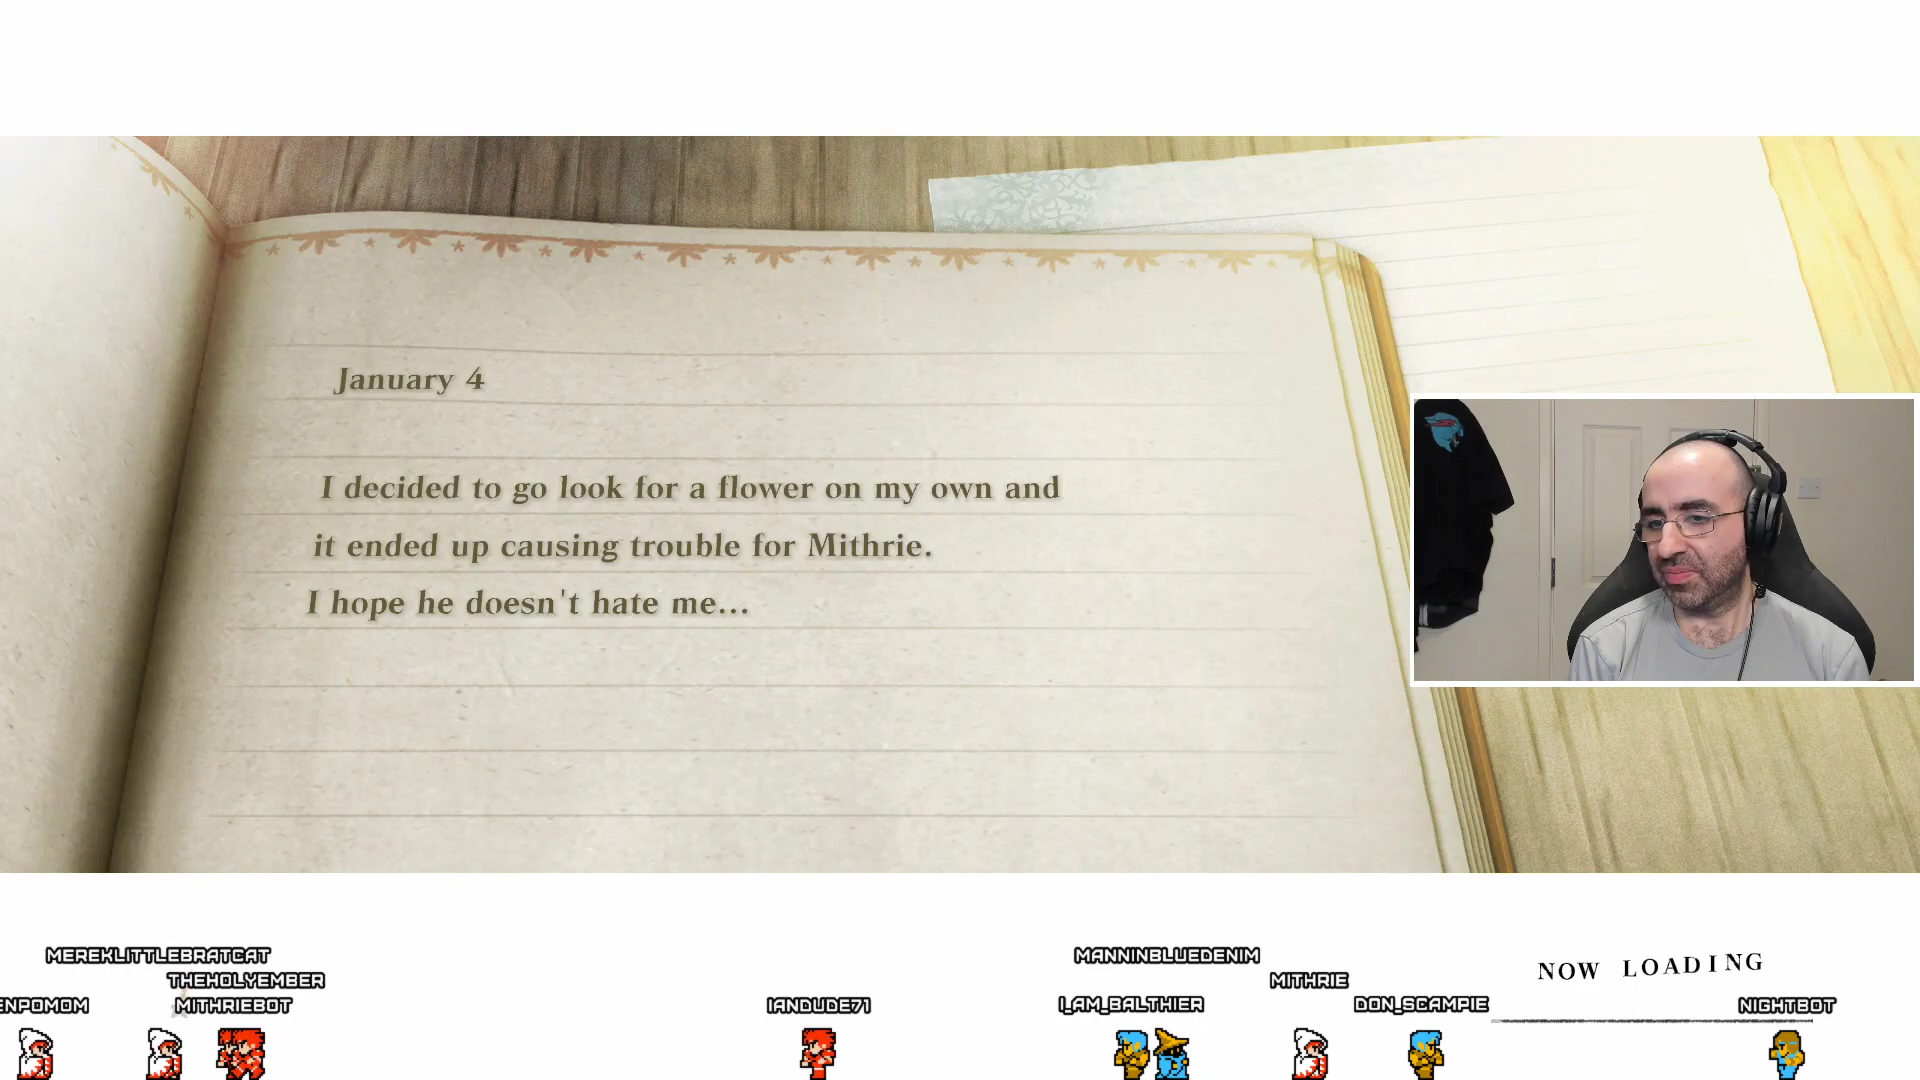 January 4
I decided to go look for a flower on my own and
it ended up causing trouble for Mithrie.
I hope he doesn't hate me...
MEREKLITTLEBRATCAT
THEHOLYEMBER
ENPOMOM
MITHRIEBOT
IANDUDE71
MANNINBLUEDENIM
MITHRIE
I_AM_BALTHIER
DON_SCAMPIE
NOW LOADING
NIGHTBOT